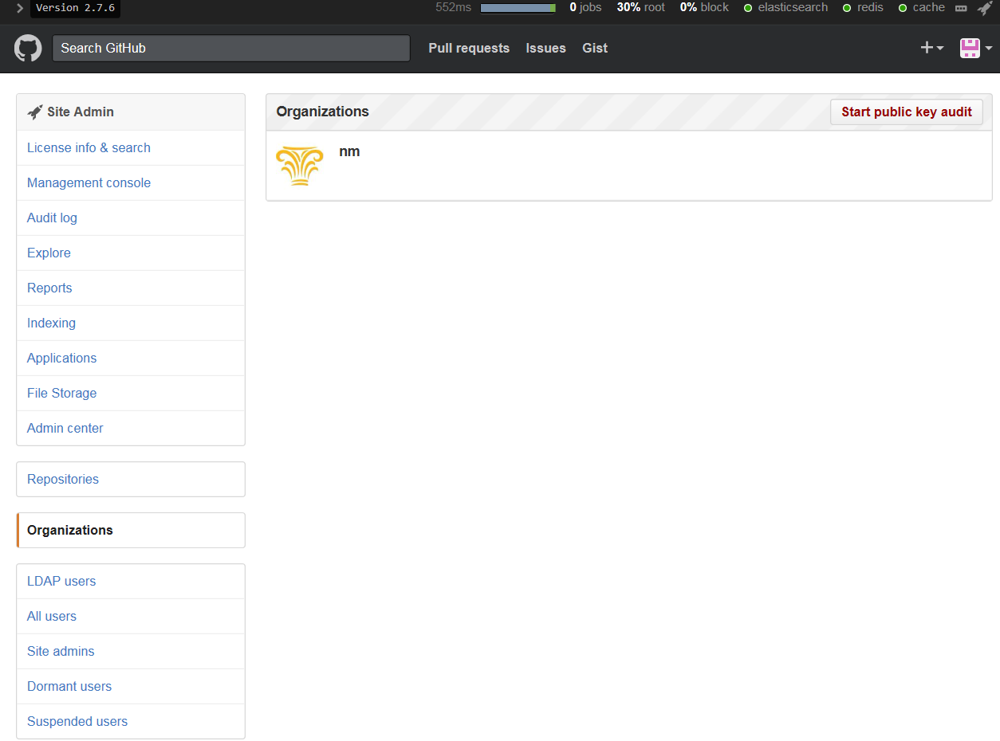 Version 2.7.6 552ms 0 jobs 30% root 0% block elasticsearch redis cache
Search GitHub Pull requests Issues Gist
Site Admin
License info & search
Management console
Audit log
Explore
Reports
Indexing
Applications
File Storage
Admin center
Repositories
Organizations
LDAP users
All users
Site admins
Dormant users
Suspended users
Organizations Start public key audit
nm